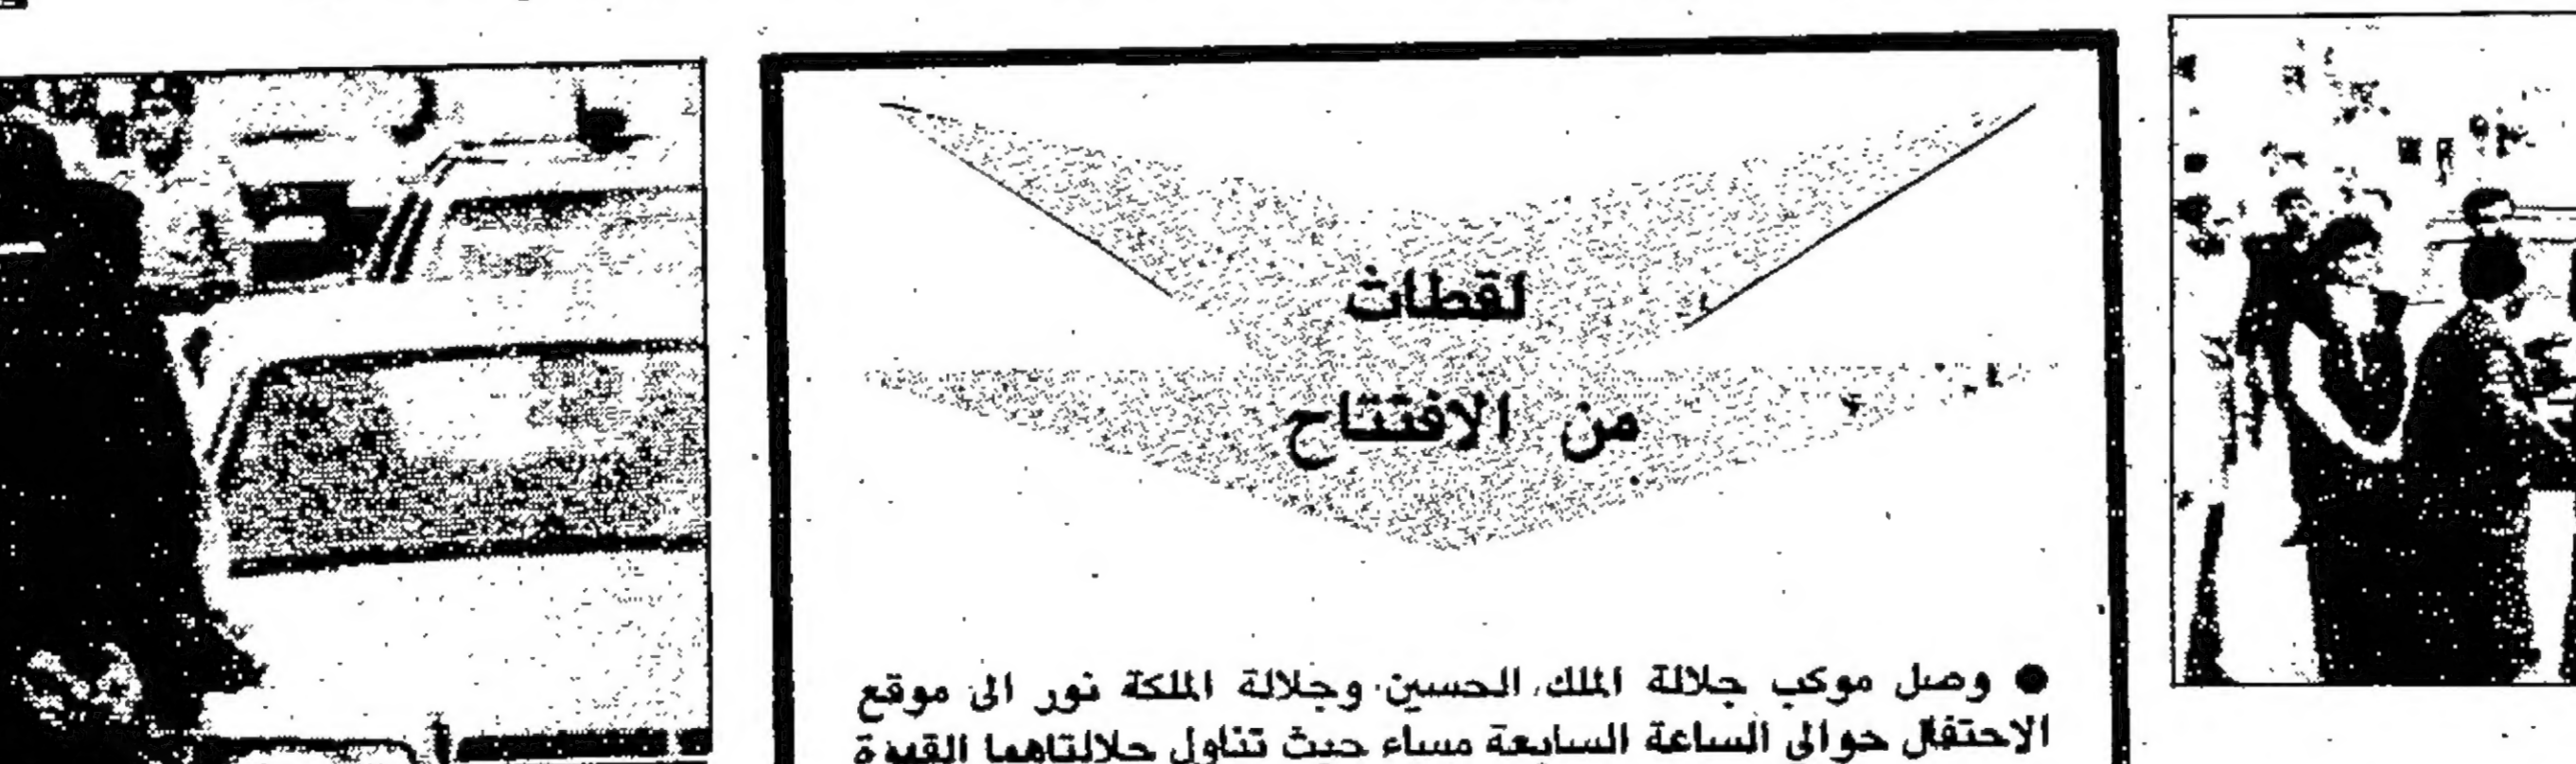 لقطات
من الافتتاح
● وصل موكب جلالة الملك الحسين وجلالة الملكة نور الى موقع
الاحتفال حوالى الساعة السابعة مساء حيث تناول جلالتاهما القهوة